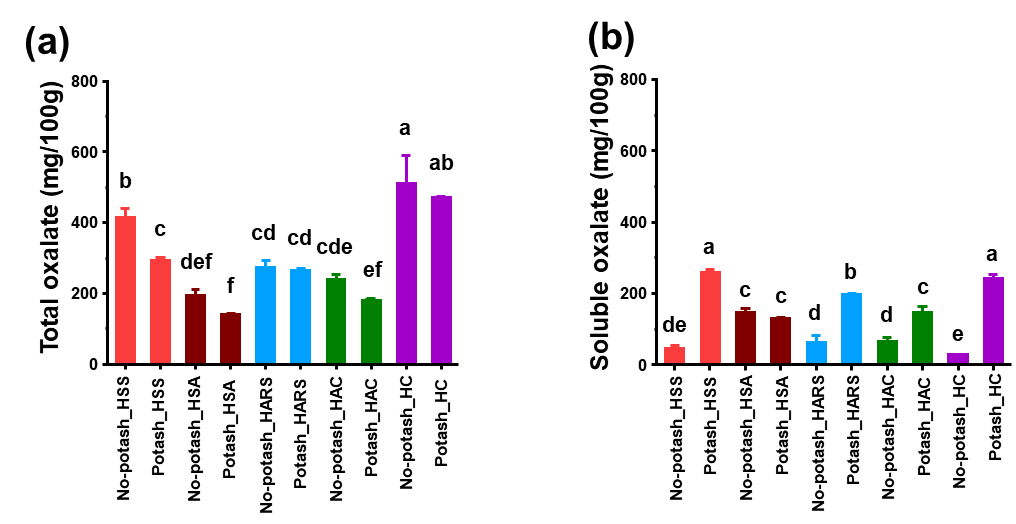 (a)
Total oxalate (mg/100g)
800
600
400
200
0
b
c
def
f
cd
cd
cde
ef
a
ab
No-potash_HSS
Potash_HSS
No-potash_HSA
Potash_HSA
No-potash_HARS
Potash_HARS
No-potash_HAC
Potash_HAC
No-potash_HC
Potash_HC
(b)
Soluble oxalate (mg/100g)
800
600
400
200
0
de
a
c
c
d
b
d
c
e
a
No-potash_HSS
Potash_HSS
No-potash_HSA
Potash_HSA
No-potash_HARS
Potash_HARS
No-potash_HAC
Potash_HAC
No-potash_HC
Potash_HC